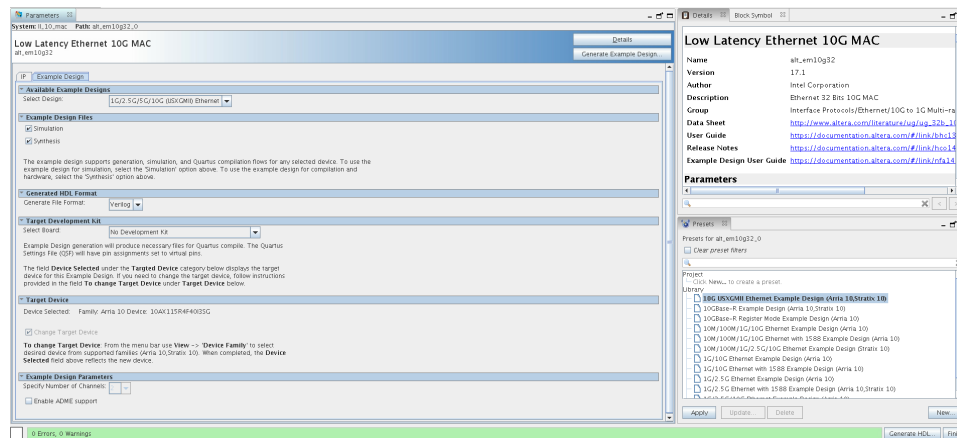 Parameters
System: ll_10_mac Path: alt_em10g32_0
Low Latency Ethernet 10G MAC
alt_em10g32
Details
Generate Example Design...
IP Example Design
Available Example Designs
Select Design: 1G/2.5G/5G/10G (USXGMII) Ethernet
Example Design Files
Simulation
Synthesis
The example design supports generation, simulation, and Quartus compilation flows for any selected device. To use the
example design for simulation, select the 'Simulation' option above. To use the example design for compilation and
hardware, select the 'Synthesis' option above.
Generated HDL Format
Generate File Format: Verilog
Target Development Kit
Select Board: No Development Kit
Example Design generation will produce necessary files for Quartus compile. The Quartus
Settings File (QSF) will have pin assignments set to virtual pins.
The field Device Selected under the Targted Device category below displays the target
device for this Example Design. If you need to change the target device, follow instructions
provided in the field To change Target Device under Target Device below.
Target Device
Device Selected: Family: Arria 10 Device: 10AX115R4F40I3SG
Change Target Device
To change Target Device: From the menu bar use View -> 'Device Family' to select
desired device from supported families (Arria 10,Stratix 10). When completed, the Device
Selected field above reflects the new device.
Example Design Parameters
Specify Number of Channels:
Enable ADME support
0 Errors, 0 Warnings
Details Block Symbol
Low Latency Ethernet 10G MAC
Name alt_em10g32
Version 17.1
Author Intel Corporation
Description Ethernet 32 Bits 10G MAC
Group Interface Protocols/Ethernet/10G to 1G Multi-ra
Data Sheet http://www.altera.com/literature/ug/ug_32b_1
User Guide https://documentation.altera.com/#/link/bhc13
Release Notes https://documentation.altera.com/#/link/hco14
Example Design User Guide https://documentation.altera.com/#/link/nfa14
Parameters
Presets
Presets for alt_em10g32_0
Clear preset filters
Project
Click New... to create a preset
Library
10G USXGMII Ethernet Example Design (Arria 10,Stratix 10)
10GBase-R Example Design (Arria 10,Stratix 10)
10GBase-R Register Mode Example Design (Arria 10)
10M/100M/1G/10G Ethernet Example Design (Arria 10)
10M/100M/1G/10G Ethernet with 1588 Example Design (Arria 10)
10M/100M/1G/2.5G/10G Ethernet Example Design (Stratix 10)
1G/10G Ethernet Example Design (Arria 10)
1G/10G Ethernet with 1588 Example Design (Arria 10)
1G/2.5G Ethernet Example Design (Arria 10)
1G/2.5G Ethernet with 1588 Example Design (Arria 10,Stratix 10)
1G/2.5G/10G Ethernet Example Design (Arria 10)
Apply Update... Delete New...
Generate HDL... Fin